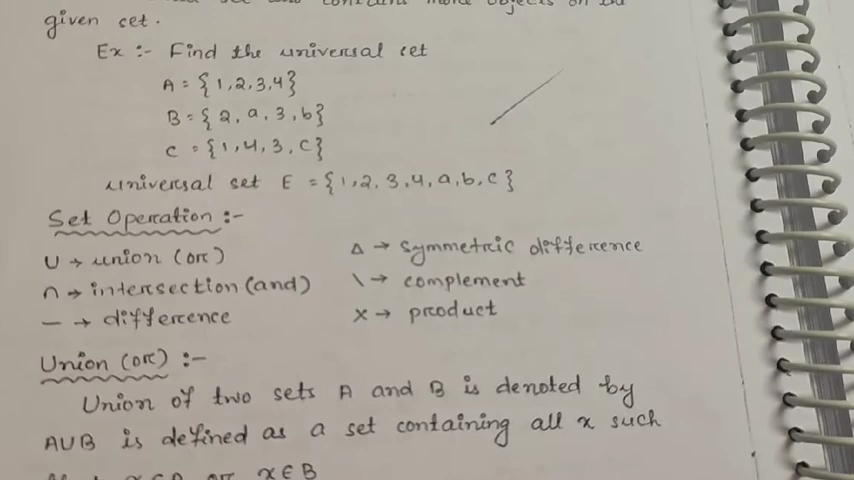 given set.
Ex :- Find the universal set
A = {1,2,3,4}
B = {2, a, 3, b}
C = {1,4,3, C}
universal set E = {1,2,3,4,a,b,c}
Set Operation :-
∪ → union (or)
∩ → intersection (and)
— → difference
Δ → symmetric difference
\ → complement
× → product
Union (or) :-
Union of two sets A and B is denoted by
A∪B is defined as a set containing all x such
x∈B